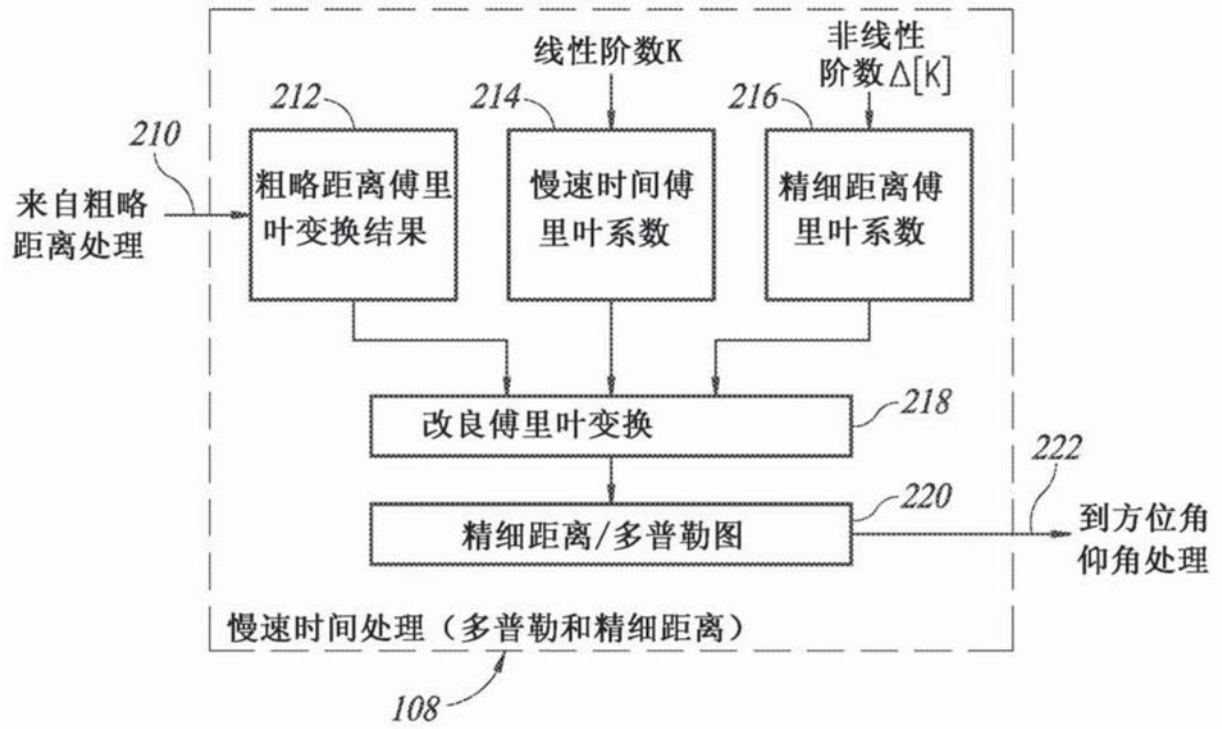 线性阶数K
非线性
阶数Δ[K]
212
214
216
210
来自粗略
距离处理
粗略距离傅里
叶变换结果
慢速时间傅
里叶系数
精细距离傅
里叶系数
改良傅里叶变换
218
精细距离/多普勒图
220
222
到方位角
仰角处理
慢速时间处理（多普勒和精细距离）
108